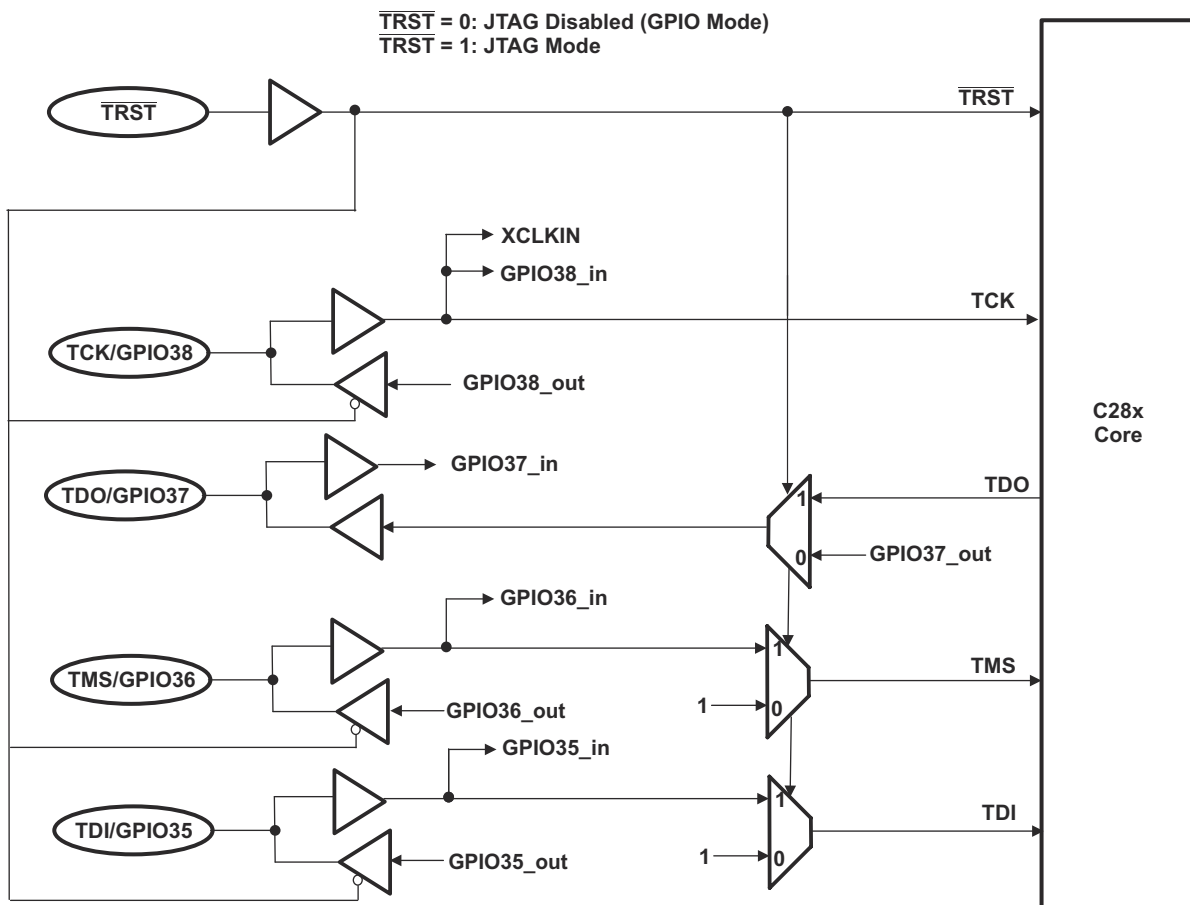 TRST = 0: JTAG Disabled (GPIO Mode)
TRST = 1: JTAG Mode
TRST
TRST
XCLKIN
GPIO38_in
TCK
TCK/GPIO38
GPIO38_out
C28x
Core
GPIO37_in
TDO/GPIO37
1
TDO
0
GPIO37_out
GPIO36_in
1
TMS/GPIO36
TMS
GPIO36_out
1
0
GPIO35_in
1
TDI/GPIO35
TDI
GPIO35_out
1
0